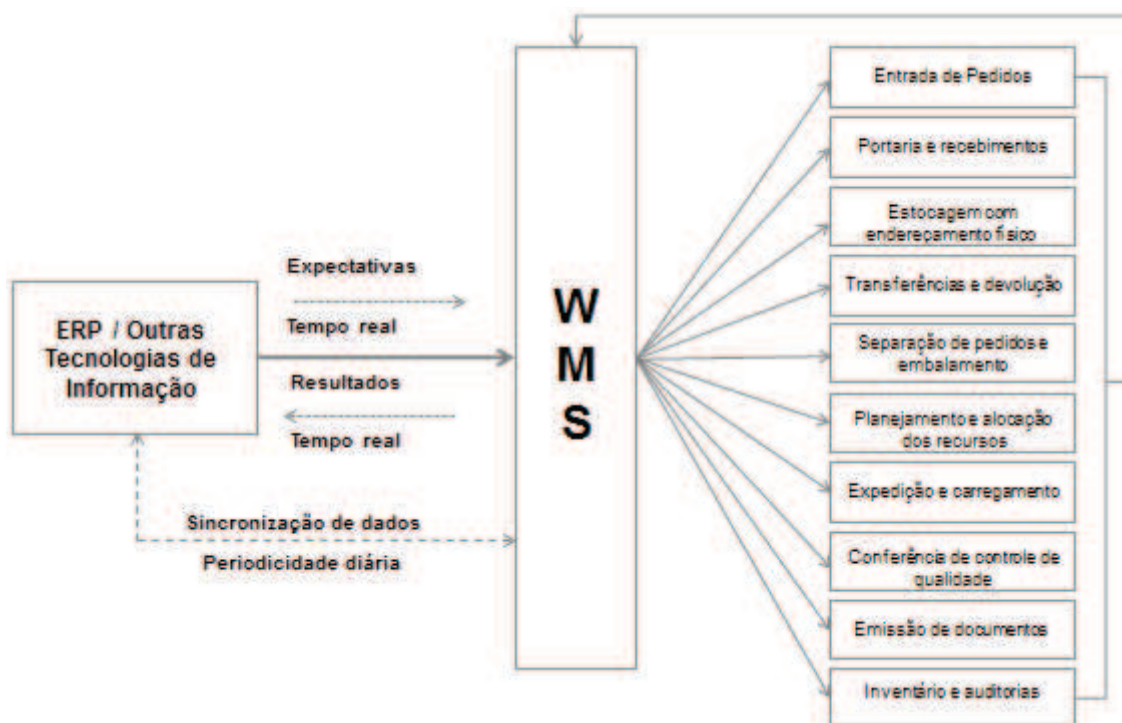 ERP / Outras
Tecnologias de
Informação
Expectativas
Tempo real
Resultados
Tempo real
Sincronização de dados
Periodicidade diária
W
M
S
Entrada de Pedidos
Portaria e recebimentos
Estocagem com
endereçamento físico
Transferências e devolução
Separação de pedidos e
embalamento
Planejamento e alocação
dos recursos
Expedição e carregamento
Conferência de controle de
qualidade
Emissão de documentos
Inventário e auditorias